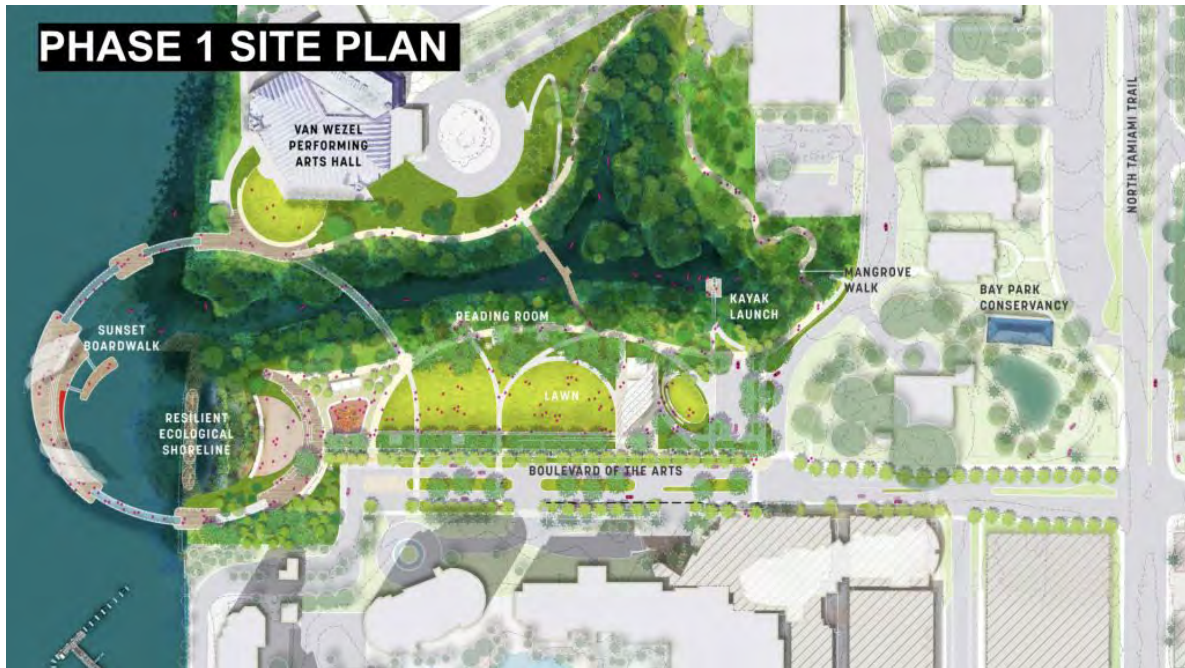 PHASE 1 SITE PLAN
VAN WEZEL
PERFORMING
ARTS HALL
NORTH TAMIAMI TRAIL
MANGROVE
WALK
BAY PARK
CONSERVANCY
KAYAK
LAUNCH
READING ROOM
SUNSET
BOARDWALK
LAWN
RESILIENT
ECOLOGICAL
SHORELINE
BOULEVARD OF THE ARTS